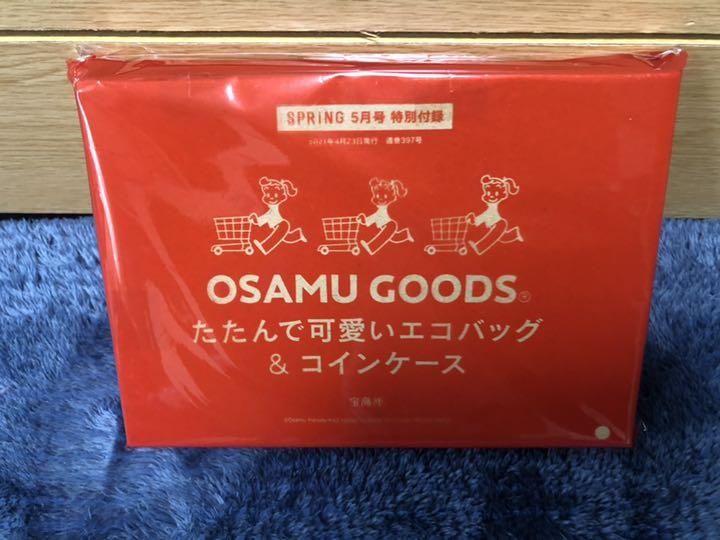 SPRiNG 5月号 特別付録
2021年4月23日発行 通巻397号
OSAMU GOODS®
たたんで可愛いエコバッグ
& コインケース
宝島社